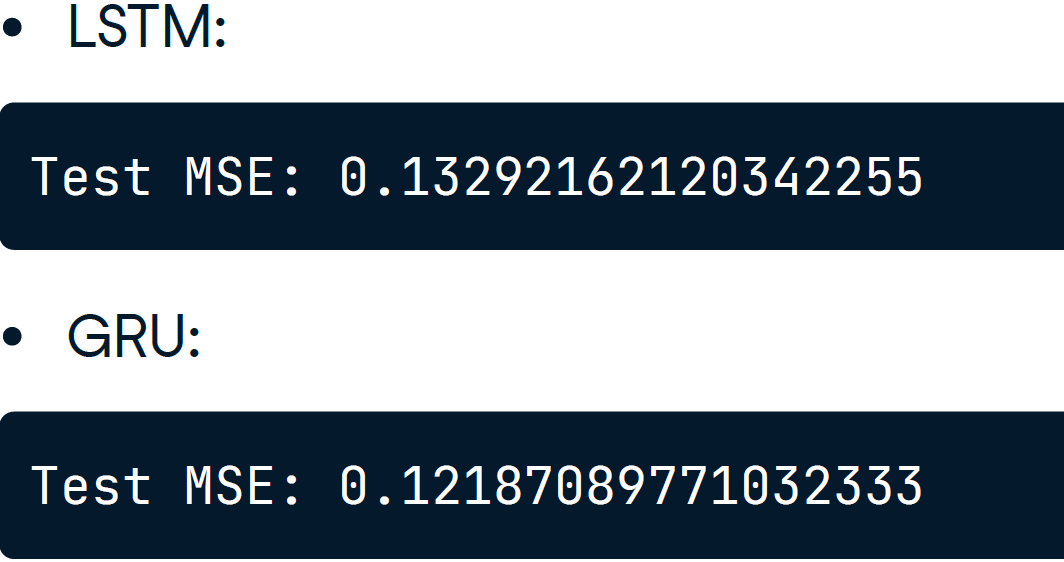 • LSTM:
Test MSE: 0.13292162120342255
• GRU:
Test MSE: 0.12187089771032333